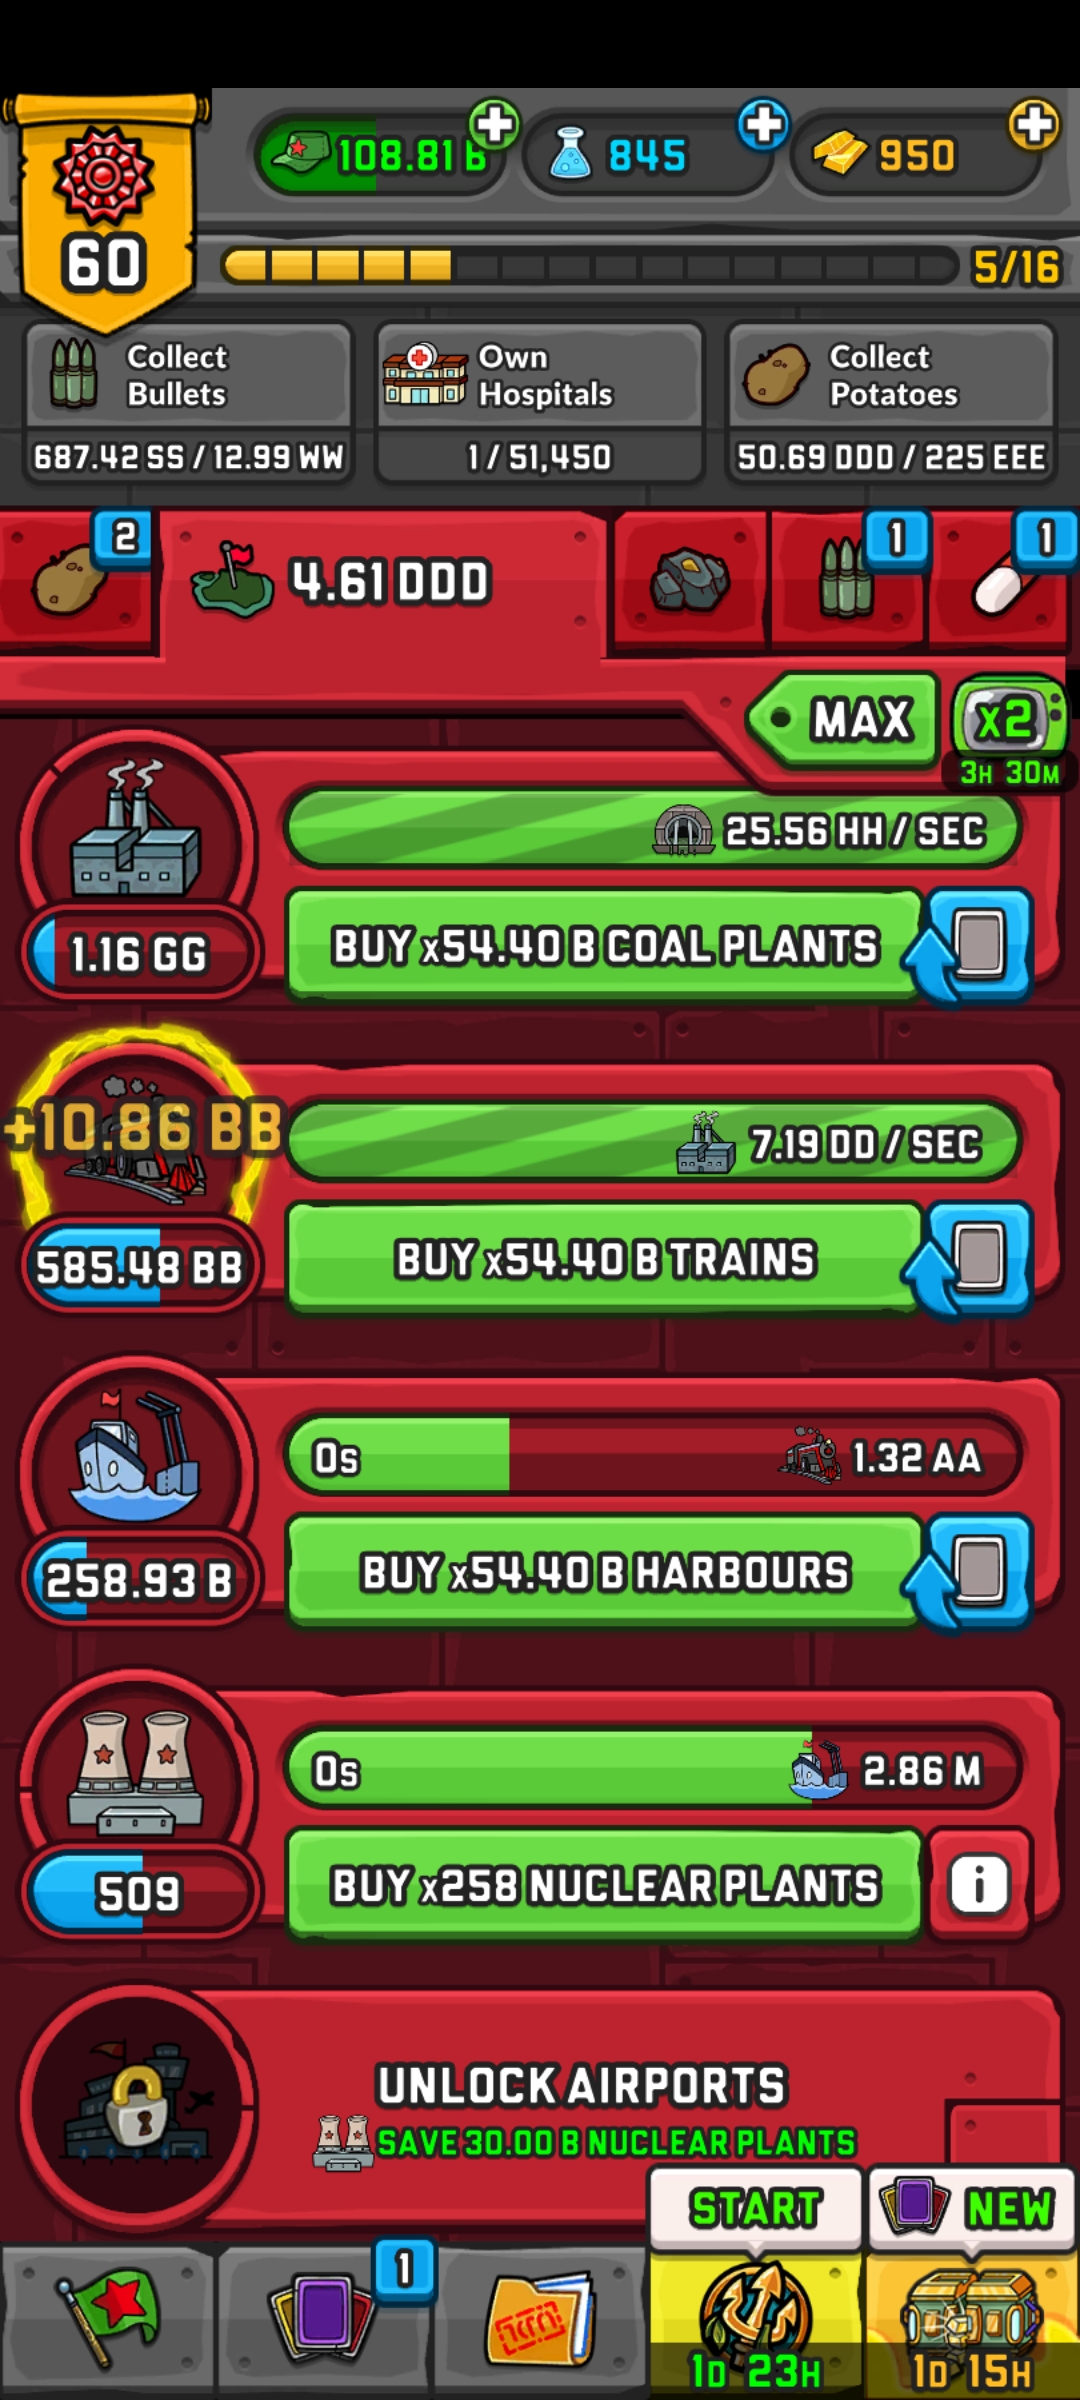 108.81 B
845
950
60
5/16
Collect
Bullets
Own
Hospitals
Collect
Potatoes
687.42 SS / 12.99 WW
1 / 51,450
50.69 DDD / 225 EEE
2
4.61 DDD
1
1
MAX
x2
3H 30M
25.56 HH / SEC
1.16 GG
BUY x54.40 B COAL PLANTS
+10.86 BB
7.19 DD / SEC
585.48 BB
BUY x54.40 B TRAINS
0s
1.32 AA
258.93 B
BUY x54.40 B HARBOURS
0s
2.86 M
509
BUY x258 NUCLEAR PLANTS
i
UNLOCK AIRPORTS
SAVE 30.00 B NUCLEAR PLANTS
START
NEW
1
1D 23H
1D 15H